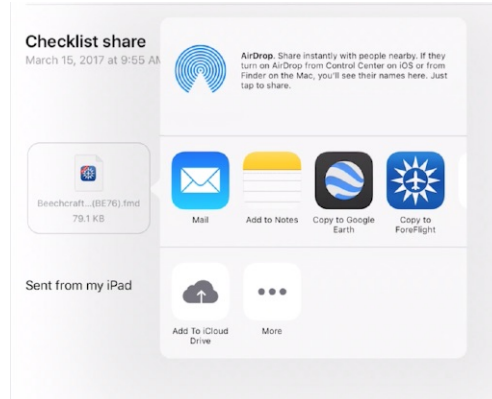 Checklist share
March 15, 2017 at 9:55 AM
AirDrop. Share instantly with people nearby. If they
turn on AirDrop from Control Center on iOS or from
Finder on the Mac, you'll see their names here. Just
tap to share.
Beechcraft...(BE76).fmd
79.1 KB
Mail
Add to Notes
Copy to Google
Earth
Copy to
ForeFlight
Sent from my iPad
Add To iCloud
Drive
More